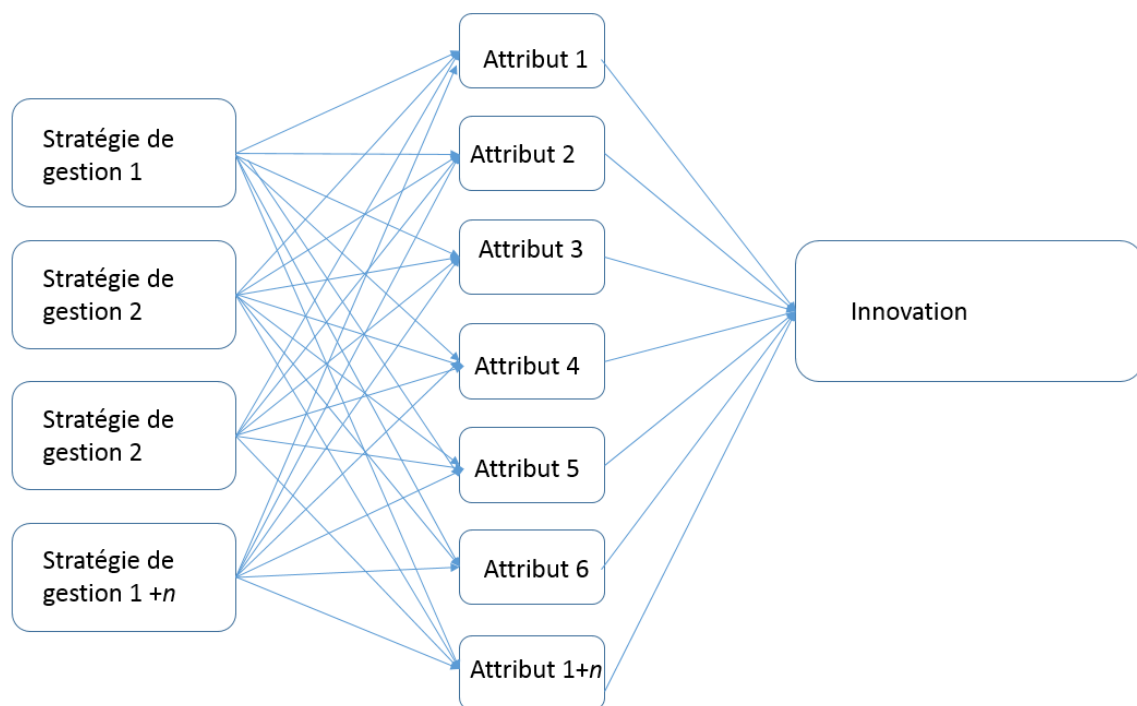 Stratégie de
gestion 1
Stratégie de
gestion 2
Stratégie de
gestion 2
Stratégie de
gestion 1 +n
Attribut 1
Attribut 2
Attribut 3
Attribut 4
Attribut 5
Attribut 6
Attribut 1+n
Innovation